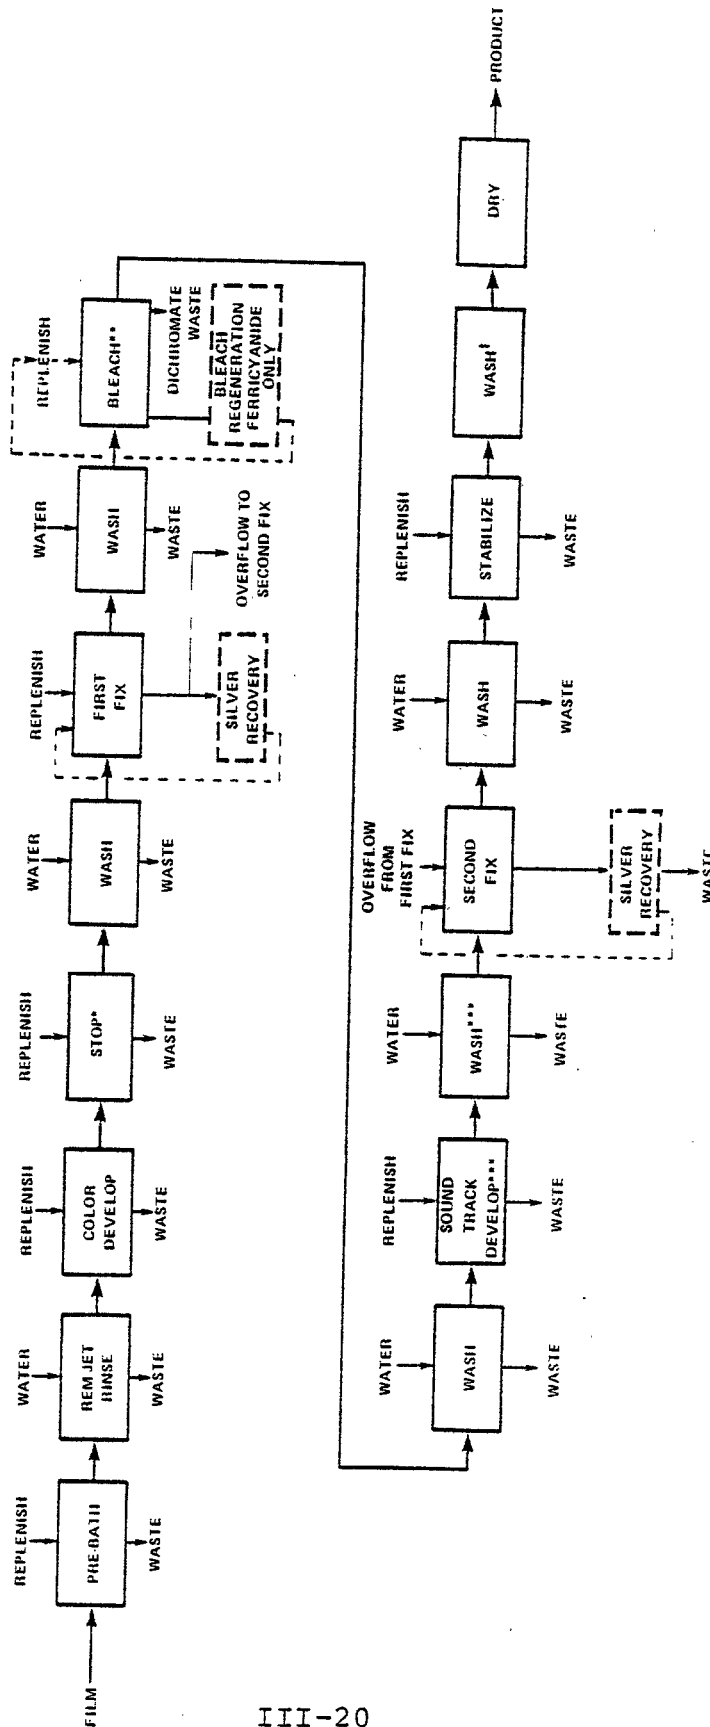 FILM
REPLENISH
PRE-BATH
WASTE
WATER
REM JET
RINSE
WASTE
REPLENISH
COLOR
DEVELOP
WASTE
REPLENISH
STOP*
WASTE
WATER
WASH
WASTE
REPLENISH
FIRST
FIX
SILVER
RECOVERY
OVERFLOW TO
SECOND FIX
WATER
WASH
WASTE
REPLENISH
BLEACH**
DICHROMATE
WASTE
BLEACH
REGENERATION
FERRICYANIDE
ONLY
WATER
WASH
WASTE
REPLENISH
SOUND
TRACK
DEVELOP***
WASTE
WATER
WASH***
WASTE
OVERFLOW
FROM
FIRST FIX
SECOND
FIX
SILVER
RECOVERY
WASTE
WATER
WASH
WASTE
REPLENISH
STABILIZE
WASTE
WASH†
DRY
PRODUCT
III-20